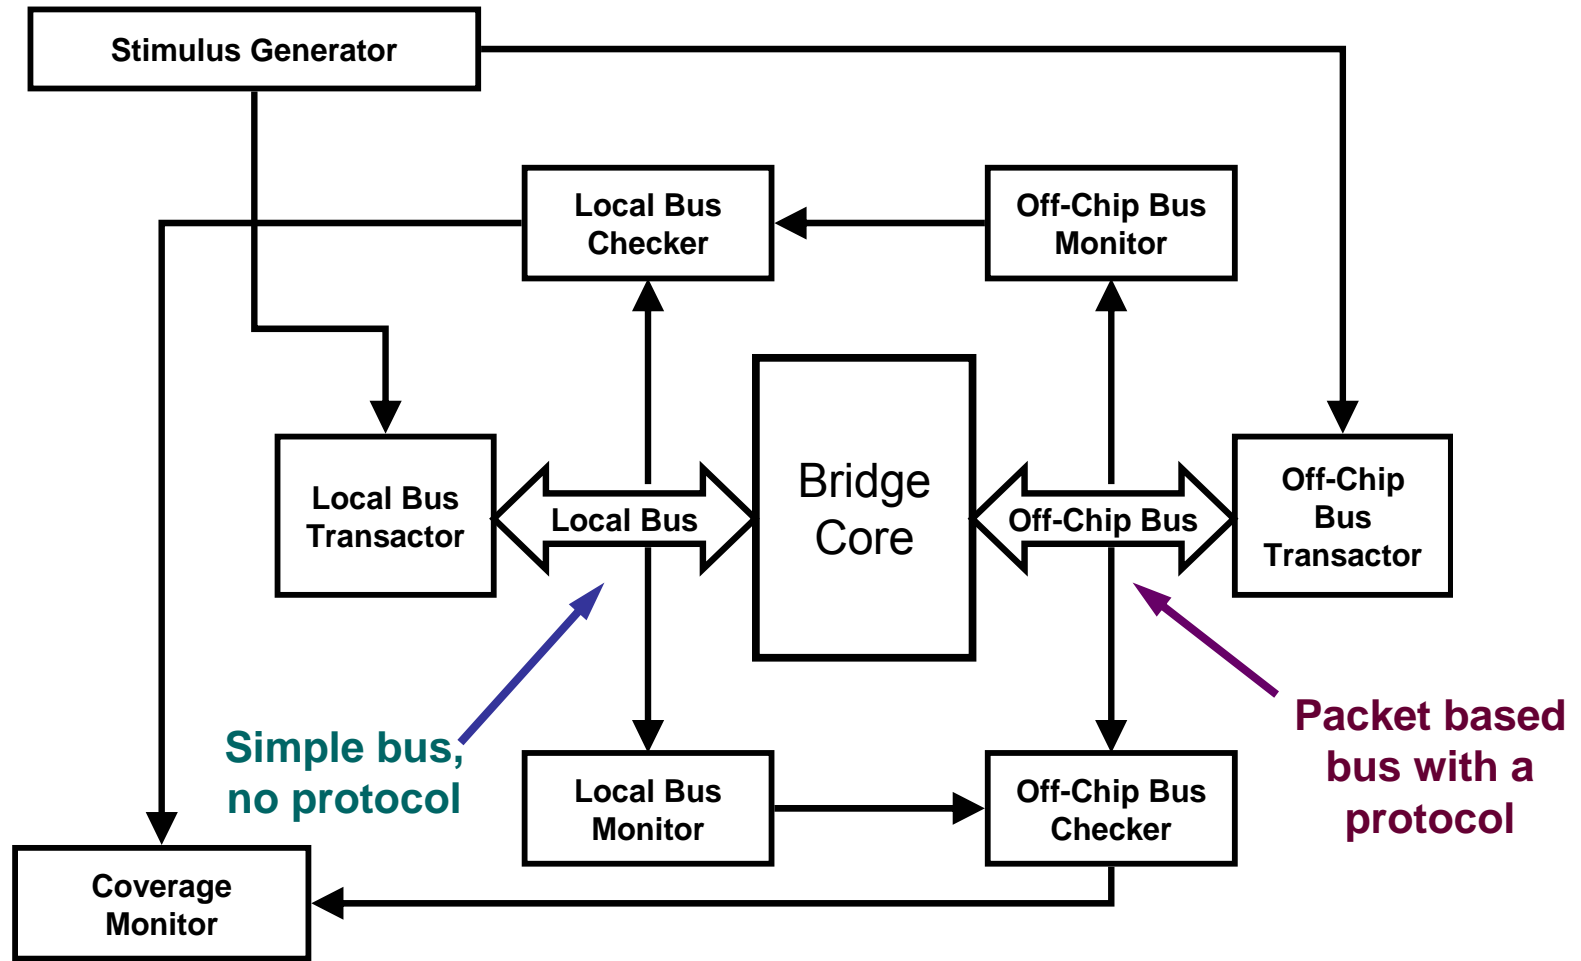 Stimulus Generator
Local Bus
Checker
Off-Chip Bus
Monitor
Local Bus
Transactor
Local Bus
Bridge
Core
Off-Chip Bus
Off-Chip
Bus
Transactor
Simple bus,
no protocol
Local Bus
Monitor
Off-Chip Bus
Checker
Packet based
bus with a
protocol
Coverage
Monitor